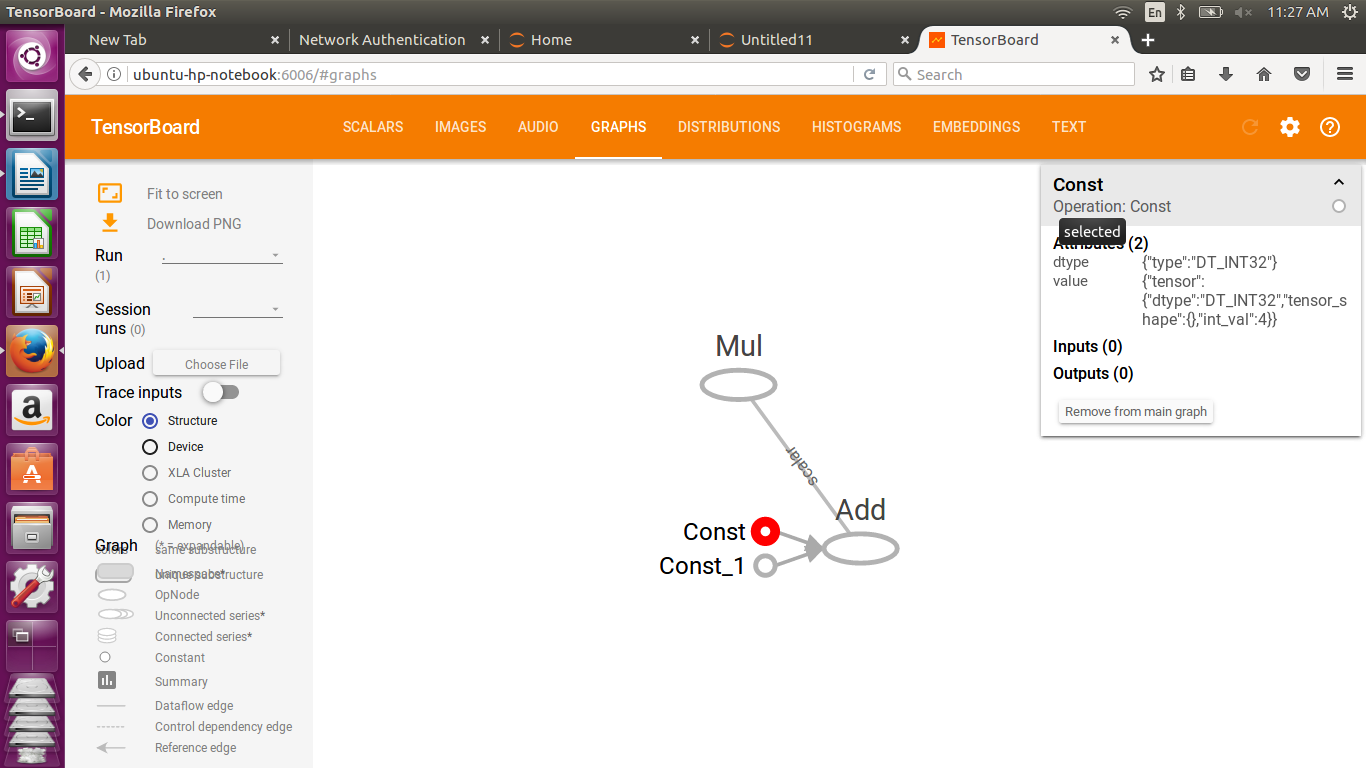 TensorBoard - Mozilla Firefox
En
11:27 AM
New Tab
Network Authentication
Home
Untitled11
TensorBoard
ubuntu-hp-notebook:6006/#graphs
Search
TensorBoard
SCALARS
IMAGES
AUDIO
GRAPHS
DISTRIBUTIONS
HISTOGRAMS
EMBEDDINGS
TEXT
Fit to screen
Download PNG
Run
(1)
.
Session
runs (0)
Upload
Choose File
Trace inputs
Color
Structure
Device
XLA Cluster
Compute time
Memory
Graph
(* = expandable)
colors
same substructure
Namespace*
unique substructure
OpNode
Unconnected series*
Connected series*
Constant
Summary
Dataflow edge
Control dependency edge
Reference edge
Mul
scalar
Add
Const
Const_1
Const
Operation: Const
selected
Attributes (2)
dtype
{"type":"DT_INT32"}
value
{"tensor":
{"dtype":"DT_INT32","tensor_s
hape":{},"int_val":4}}
Inputs (0)
Outputs (0)
Remove from main graph